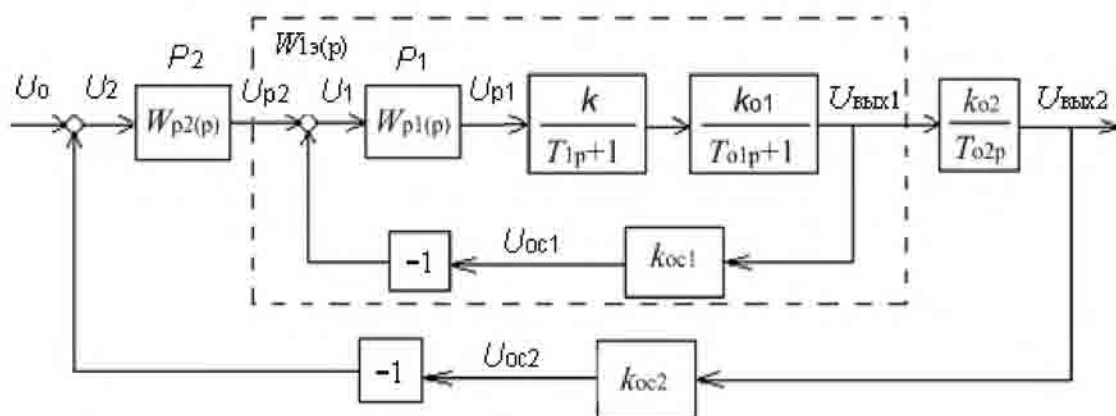 W1э(р)
P2
P1
Uo
U2
Wp2(p)
Up2
U1
Wp1(p)
Up1
k
T1p+1
ko1
To1p+1
Uвых1
ko2
To2p
Uвых2
-1
Uoc1
koc1
-1
Uoc2
koc2